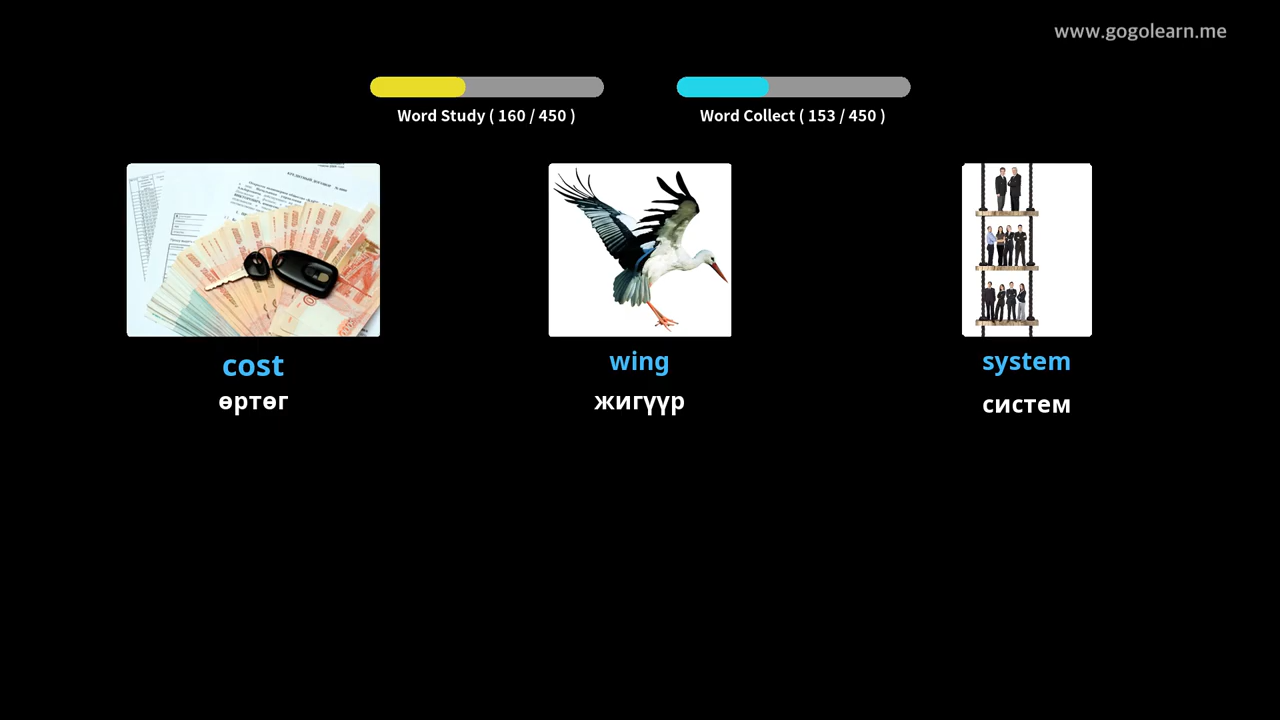 www.gogolearn.me
Word Study ( 160 / 450 )
Word Collect ( 153 / 450 )
cost
wing
system
өртөг
жигүүр
систем